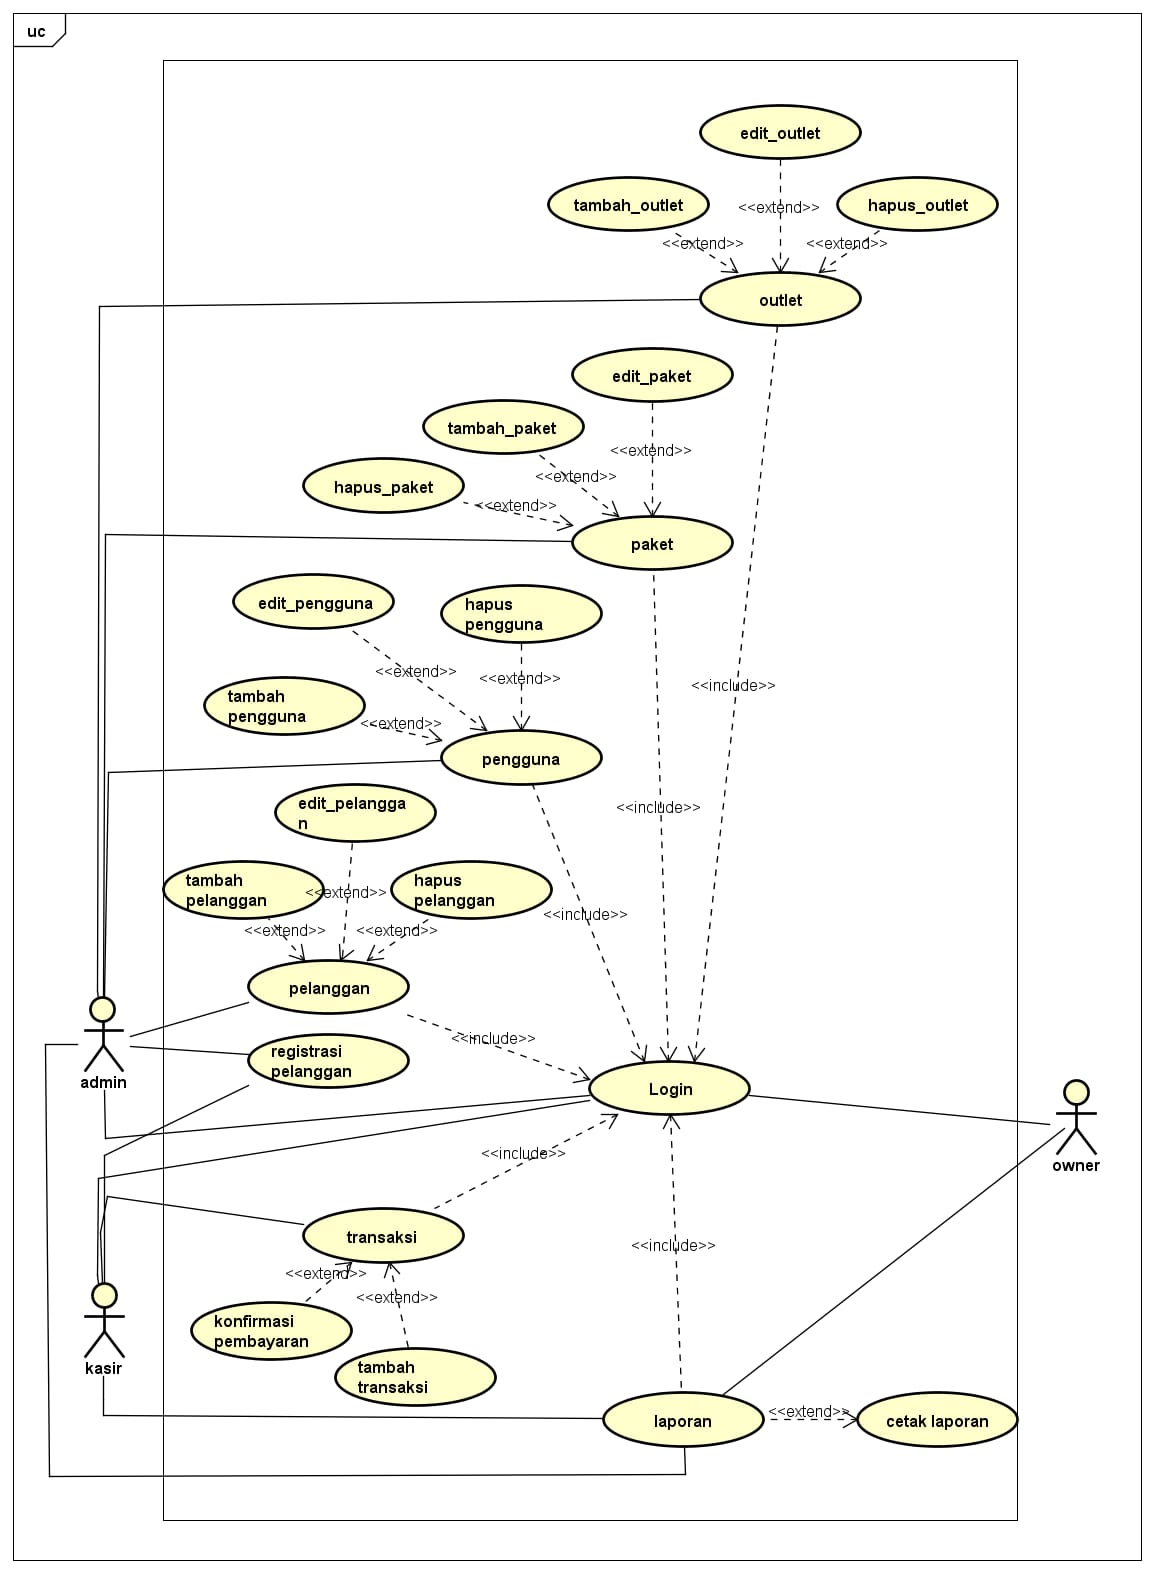 uc
edit_outlet
tambah_outlet
<<extend>>
hapus_outlet
<<extend>>
<<extend>>
outlet
edit_paket
tambah_paket
<<extend>>
<<extend>>
hapus_paket
<<extend>>
paket
edit_pengguna
hapus
pengguna
<<extend>>
<<extend>>
<<include>>
tambah
pengguna
<<extend>>
pengguna
edit_pelangga
n
<<include>>
tambah
pelanggan
<<extend>>
hapus
pelanggan
<<include>>
<<extend>>
<<extend>>
pelanggan
<<include>>
registrasi
pelanggan
admin
Login
<<include>>
owner
transaksi
<<include>>
<<extend>>
<<extend>>
konfirmasi
pembayaran
kasir
tambah
transaksi
laporan
<<extend>>
cetak laporan